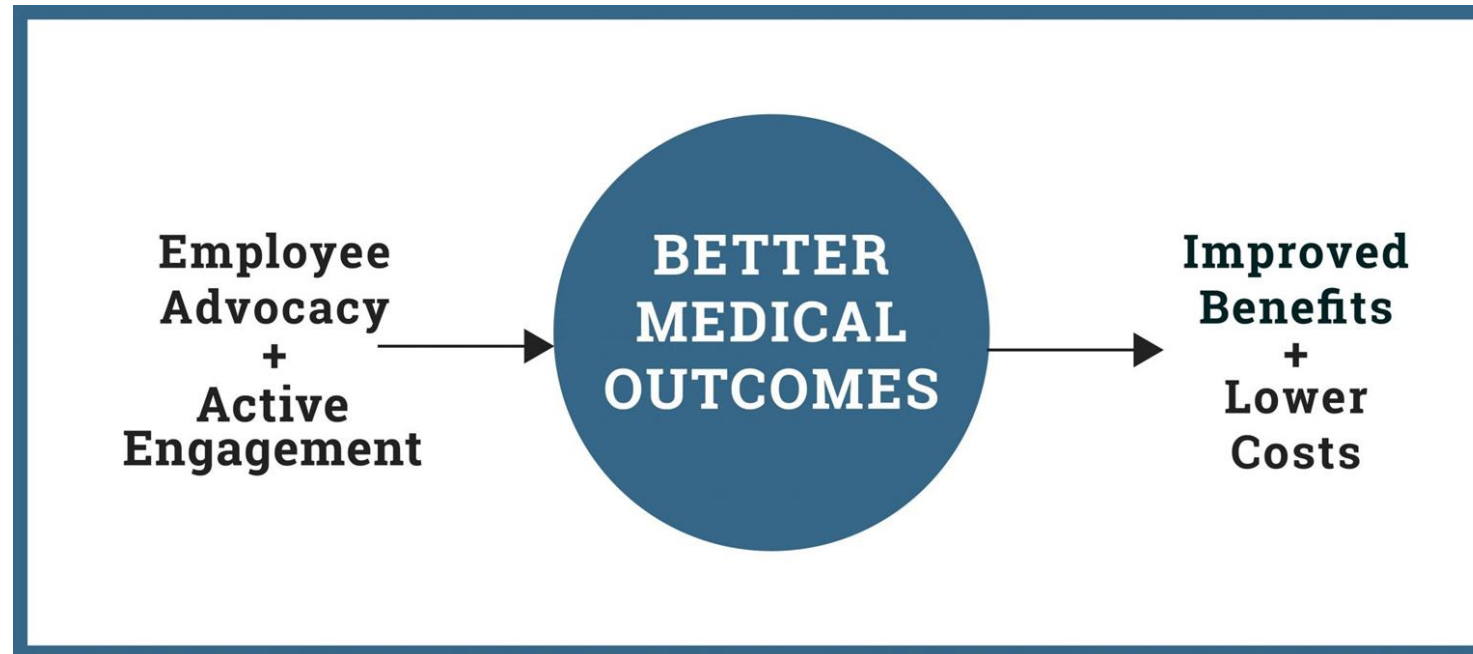 Employee
Advocacy
+
Active
Engagement
BETTER
MEDICAL
OUTCOMES
Improved
Benefits
+
Lower
Costs